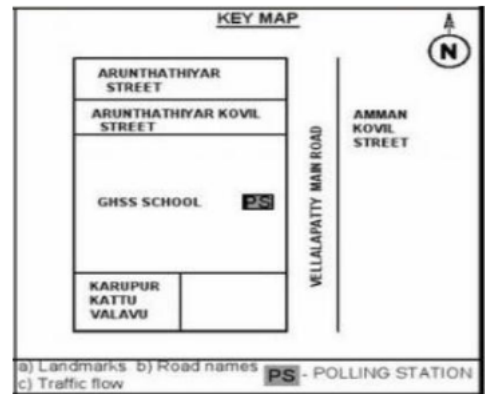 KEY MAP
N
ARUNTHATHIYAR
STREET
ARUNTHATHIYAR KOVIL
STREET
AMMAN
KOVIL
STREET
VELLALAPATTY MAIN ROAD
GHSS SCHOOL
PS
KARUPUR
KATTU
VALAVU
a) Landmarks b) Road names
c) Traffic flow
PS - POLLING STATION